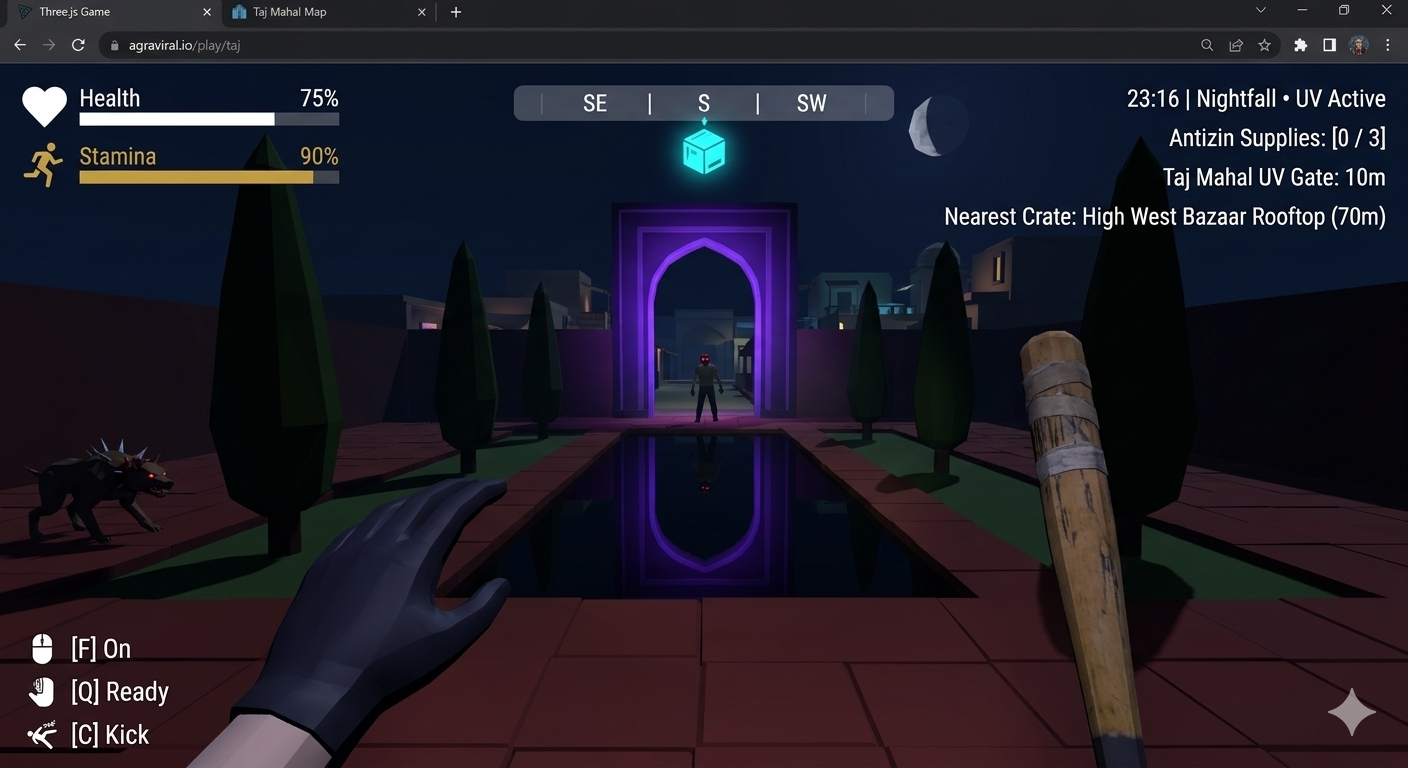 Three.js Game
Taj Mahal Map
agraviral.io/play/taj
Health 75%
Stamina 90%
SE | S | SW
23:16 | Nightfall • UV Active
Antizin Supplies: [0 / 3]
Taj Mahal UV Gate: 10m
Nearest Crate: High West Bazaar Rooftop (70m)
[F] On
[Q] Ready
[C] Kick